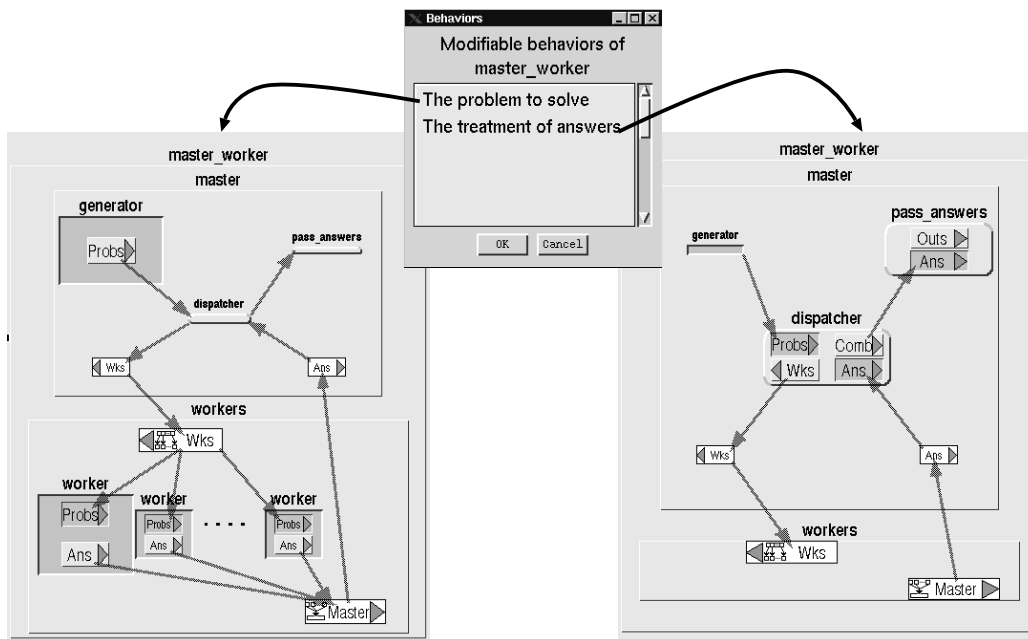 Behaviors
Modifiable behaviors of
master_worker
The problem to solve
The treatment of answers
OK
Cancel
master_worker
master
generator
Probs
pass_answers
dispatcher
Wks
Ans
workers
Wks
worker
worker
worker
Probs
Probs
....
Probs
Ans
Ans
Ans
Master
master_worker
master
pass_answers
generator
Outs
Ans
dispatcher
Probs
Comb
Wks
Ans
Wks
Ans
workers
Wks
Master